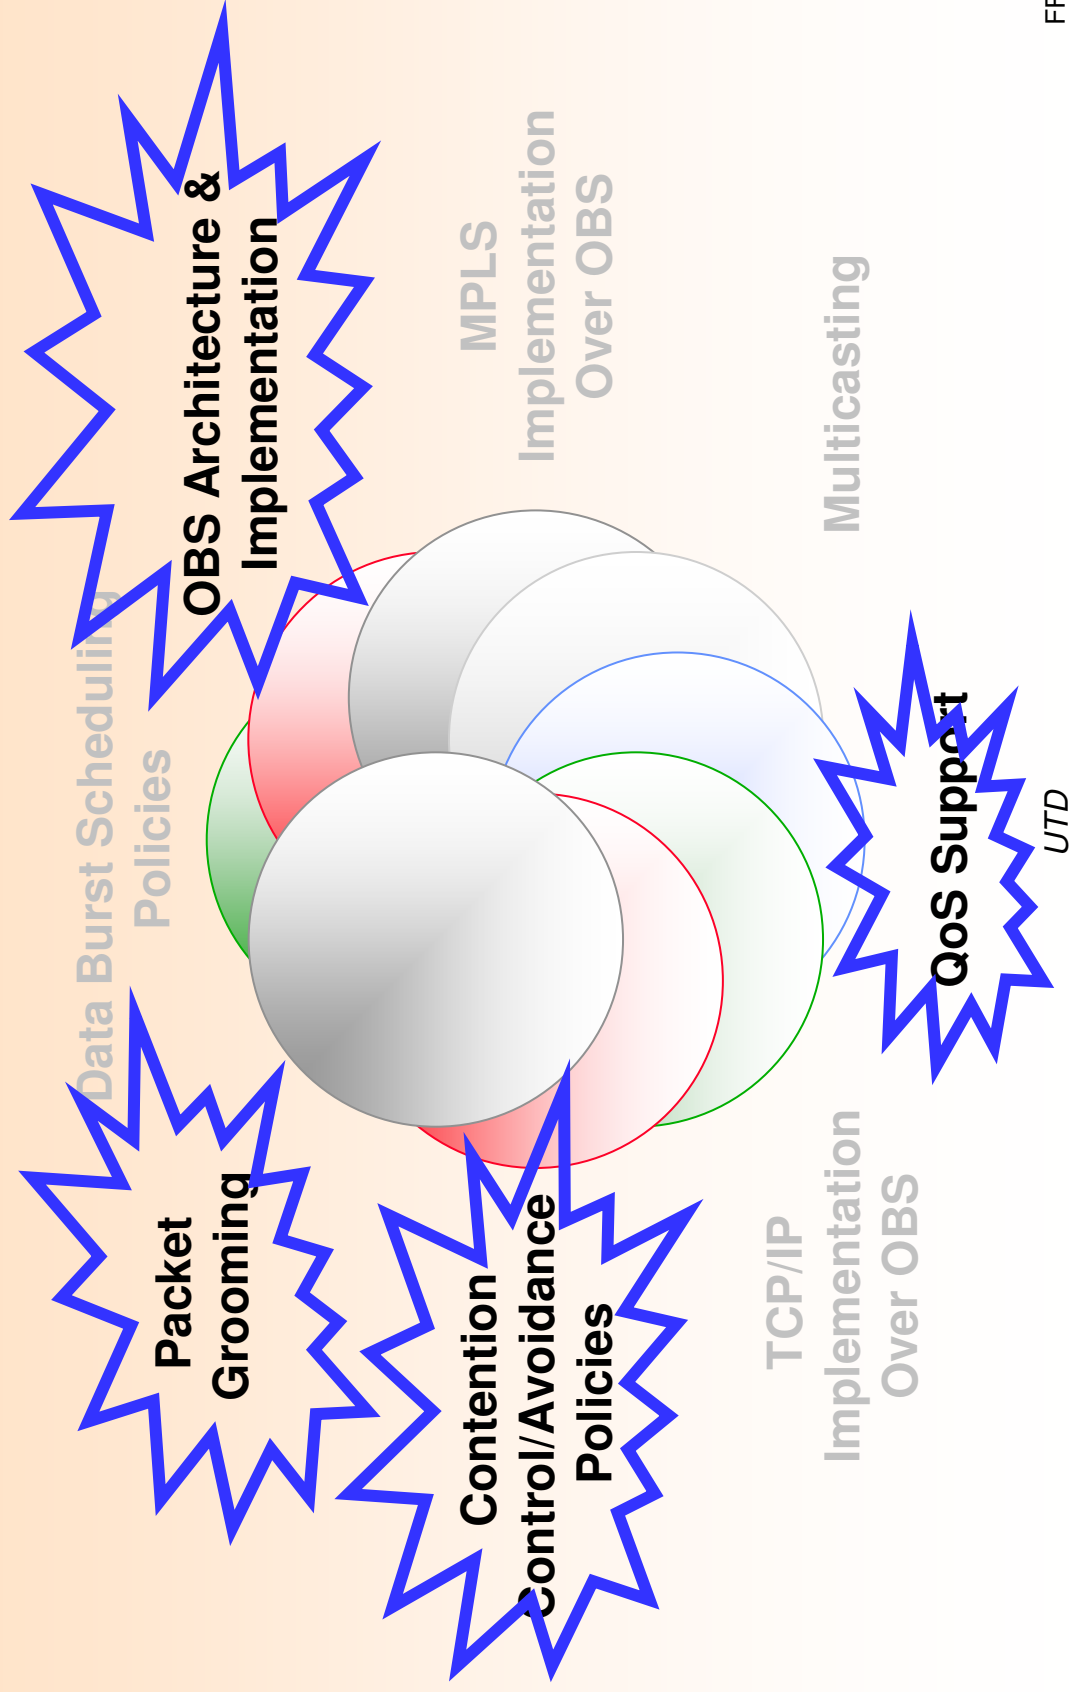 Data Burst Scheduling
Policies
Packet
Grooming
OBS Architecture &
Implementation
Contention
Control/Avoidance
Policies
MPLS
Implementation
Over OBS
TCP/IP
Implementation
Over OBS
Multicasting
QoS Support
UTD